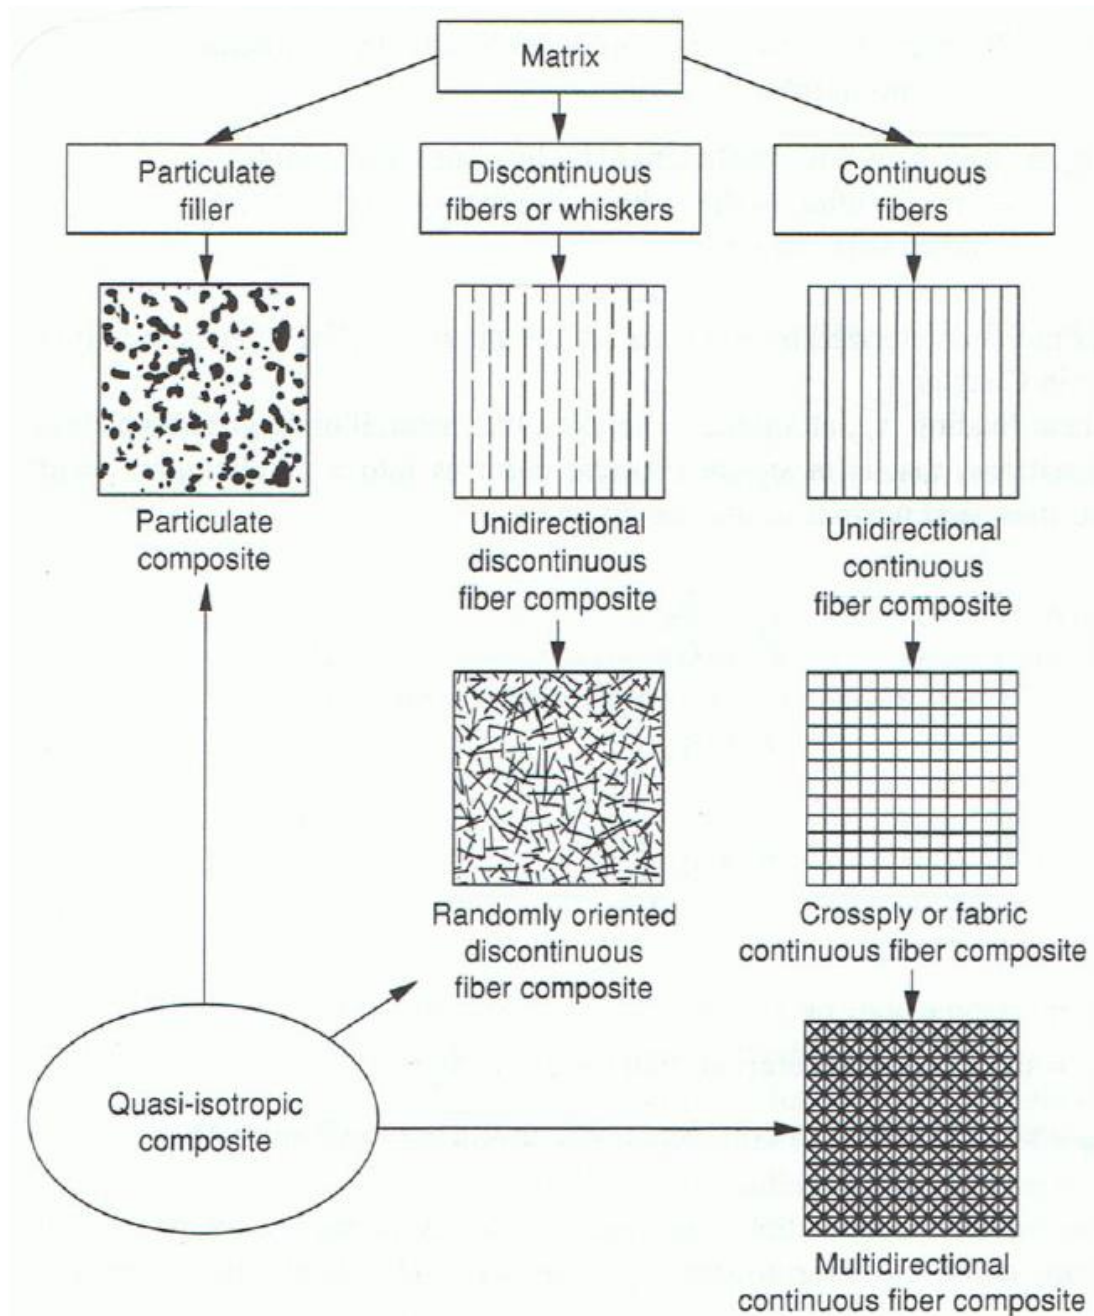 Matrix
Particulate
filler
Discontinuous
fibers or whiskers
Continuous
fibers
Particulate
composite
Unidirectional
discontinuous
fiber composite
Unidirectional
continuous
fiber composite
Randomly oriented
discontinuous
fiber composite
Crossply or fabric
continuous fiber composite
Quasi-isotropic
composite
Multidirectional
continuous fiber composite